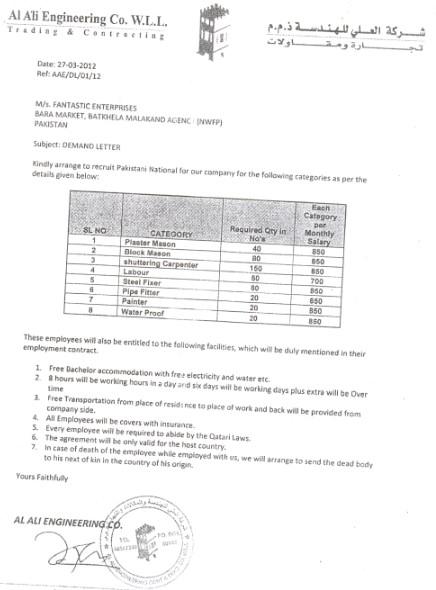 Al Ali Engineering Co. W.L.L.
Trading & Contracting
شركة العلي للهندسة ذ.م.م
تجارة ومقاولات
Date: 27-03-2012
Ref: AAE/DL/01/12
M/s. FANTASTIC ENTERPRISES
BARA MARKET, BATKHELA MALAKAND AGENC (NWFP)
PAKISTAN
Subject: DEMAND LETTER
Kindly arrange to recruit Pakistani National for our company for the following categories as per the
details given below:
SL NO CATEGORY Required Qty in No's Each Category per Monthly Salary
1 Plaster Mason 40 850
2 Block Mason 80 850
3 shuttering Carpenter 150 850
4 Labour 50 700
5 Steel Fixer 80 850
6 Pipe Fitter 20 850
7 Painter 20 850
8 Water Proof 20 850
These employees will also be entitled to the following facilities, which will be duly mentioned in their
employment contract.
1. Free Bachelor accommodation with free electricity and water etc.
2. 8 hours will be working hours in a day and six days will be working days plus extra will be Over
time
3. Free Transportation from place of residence to place of work and back will be provided from
company side.
4. All Employees will be covers with insurance.
5. Every employee will be required to abide by the Qatari Laws.
6. The agreement will be only valid for the host country.
7. In case of death of the employee while employed with us, we will arrange to send the dead body
to his next of kin in the country of his origin.
Yours Faithfully
AL ALI ENGINEERING CO.
TEL
P.O. BOX